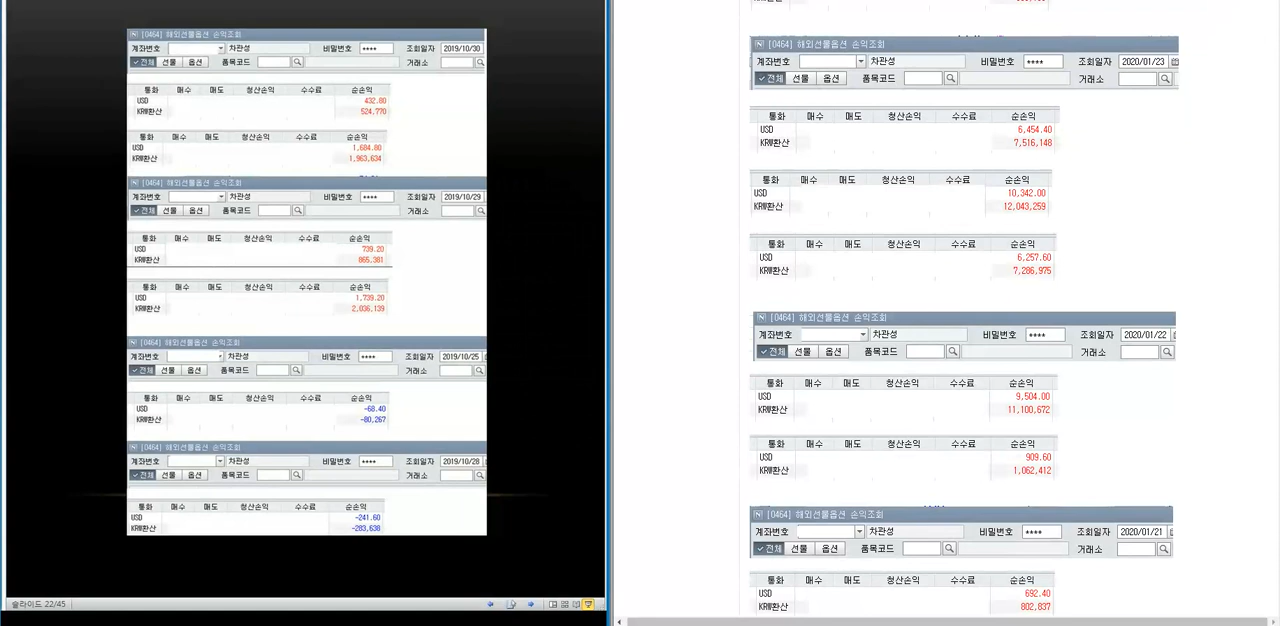 [0464] 해외선물옵션 손익조회
계좌번호 차관성 비밀번호 **** 조회일자 2019/10/30
전체 선물 옵션 품목코드 거래소
통화 매수 매도 청산손익 수수료 순손익
USD 432.80
KRW환산 524,770
통화 매수 매도 청산손익 수수료 순손익
USD 1,684.80
KRW환산 1,963,634
[0464] 해외선물옵션 손익조회
계좌번호 차관성 비밀번호 **** 조회일자 2019/10/29
전체 선물 옵션 품목코드 거래소
통화 매수 매도 청산손익 수수료 순손익
USD 739.20
KRW환산 865,381
통화 매수 매도 청산손익 수수료 순손익
USD 1,739.20
KRW환산 2,036,139
[0464] 해외선물옵션 손익조회
계좌번호 차관성 비밀번호 **** 조회일자 2019/10/25
전체 선물 옵션 품목코드 거래소
통화 매수 매도 청산손익 수수료 순손익
USD -68.40
KRW환산 -80,267
[0464] 해외선물옵션 손익조회
계좌번호 차관성 비밀번호 **** 조회일자 2019/10/28
전체 선물 옵션 품목코드 거래소
통화 매수 매도 청산손익 수수료 순손익
USD -241.60
KRW환산 -283,638
슬라이드 22/45
[0464] 해외선물옵션 손익조회
계좌번호 차관성 비밀번호 **** 조회일자 2020/01/23
전체 선물 옵션 품목코드 거래소
통화 매수 매도 청산손익 수수료 순손익
USD 6,454.40
KRW환산 7,516,148
통화 매수 매도 청산손익 수수료 순손익
USD 10,342.00
KRW환산 12,043,259
통화 매수 매도 청산손익 수수료 순손익
USD 6,257.60
KRW환산 7,286,975
[0464] 해외선물옵션 손익조회
계좌번호 차관성 비밀번호 **** 조회일자 2020/01/22
전체 선물 옵션 품목코드 거래소
통화 매수 매도 청산손익 수수료 순손익
USD 9,504.00
KRW환산 11,100,672
통화 매수 매도 청산손익 수수료 순손익
USD 909.60
KRW환산 1,062,412
[0464] 해외선물옵션 손익조회
계좌번호 차관성 비밀번호 **** 조회일자 2020/01/21
전체 선물 옵션 품목코드 거래소
통화 매수 매도 청산손익 수수료 순손익
USD 692.40
KRW환산 802,837